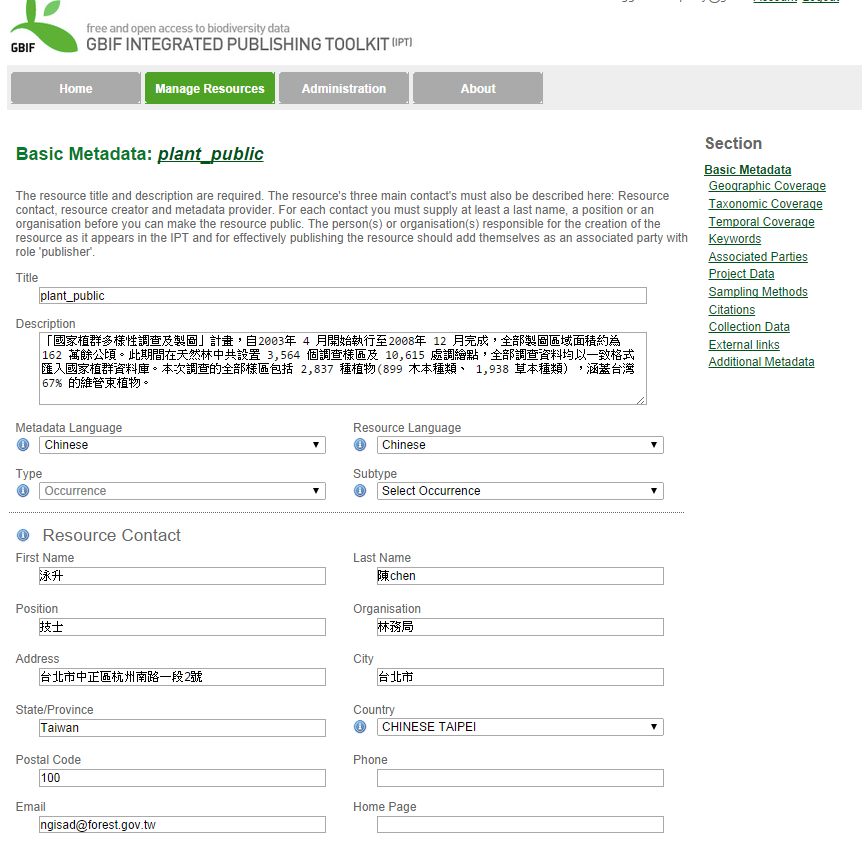 GBIF
free and open access to biodiversity data
GBIF INTEGRATED PUBLISHING TOOLKIT (IPT)
Home Manage Resources Administration About
Basic Metadata: plant_public
The resource title and description are required. The resource's three main contact's must also be described here: Resource
contact, resource creator and metadata provider. For each contact you must supply at least a last name, a position or an
organisation before you can make the resource public. The person(s) or organisation(s) responsible for the creation of the
resource as it appears in the IPT and for effectively publishing the resource should add themselves as an associated party with
role 'publisher'.
Title
plant_public
Description
「國家植群多樣性調查及製圖」計畫，自2003年 4 月開始執行至2008年 12 月完成，全部製圖區域面積約為
162 萬餘公頃。此期間在天然林中共設置 3,564 個調查樣區及 10,615 處調繪點，全部調查資料均以一致格式
匯入國家植群資料庫。本次調查的全部樣區包括 2,837 種植物(899 木本種類、 1,938 草本種類)，涵蓋台灣
67% 的維管束植物。
Metadata Language Resource Language
Chinese Chinese
Type Subtype
Occurrence Select Occurrence
Resource Contact
First Name Last Name
泳升 陳chen
Position Organisation
技士 林務局
Address City
台北市中正區杭州南路一段2號 台北市
State/Province Country
Taiwan CHINESE TAIPEI
Postal Code Phone
100
Email Home Page
ngisad@forest.gov.tw
Section
Basic Metadata
Geographic Coverage
Taxonomic Coverage
Temporal Coverage
Keywords
Associated Parties
Project Data
Sampling Methods
Citations
Collection Data
External links
Additional Metadata